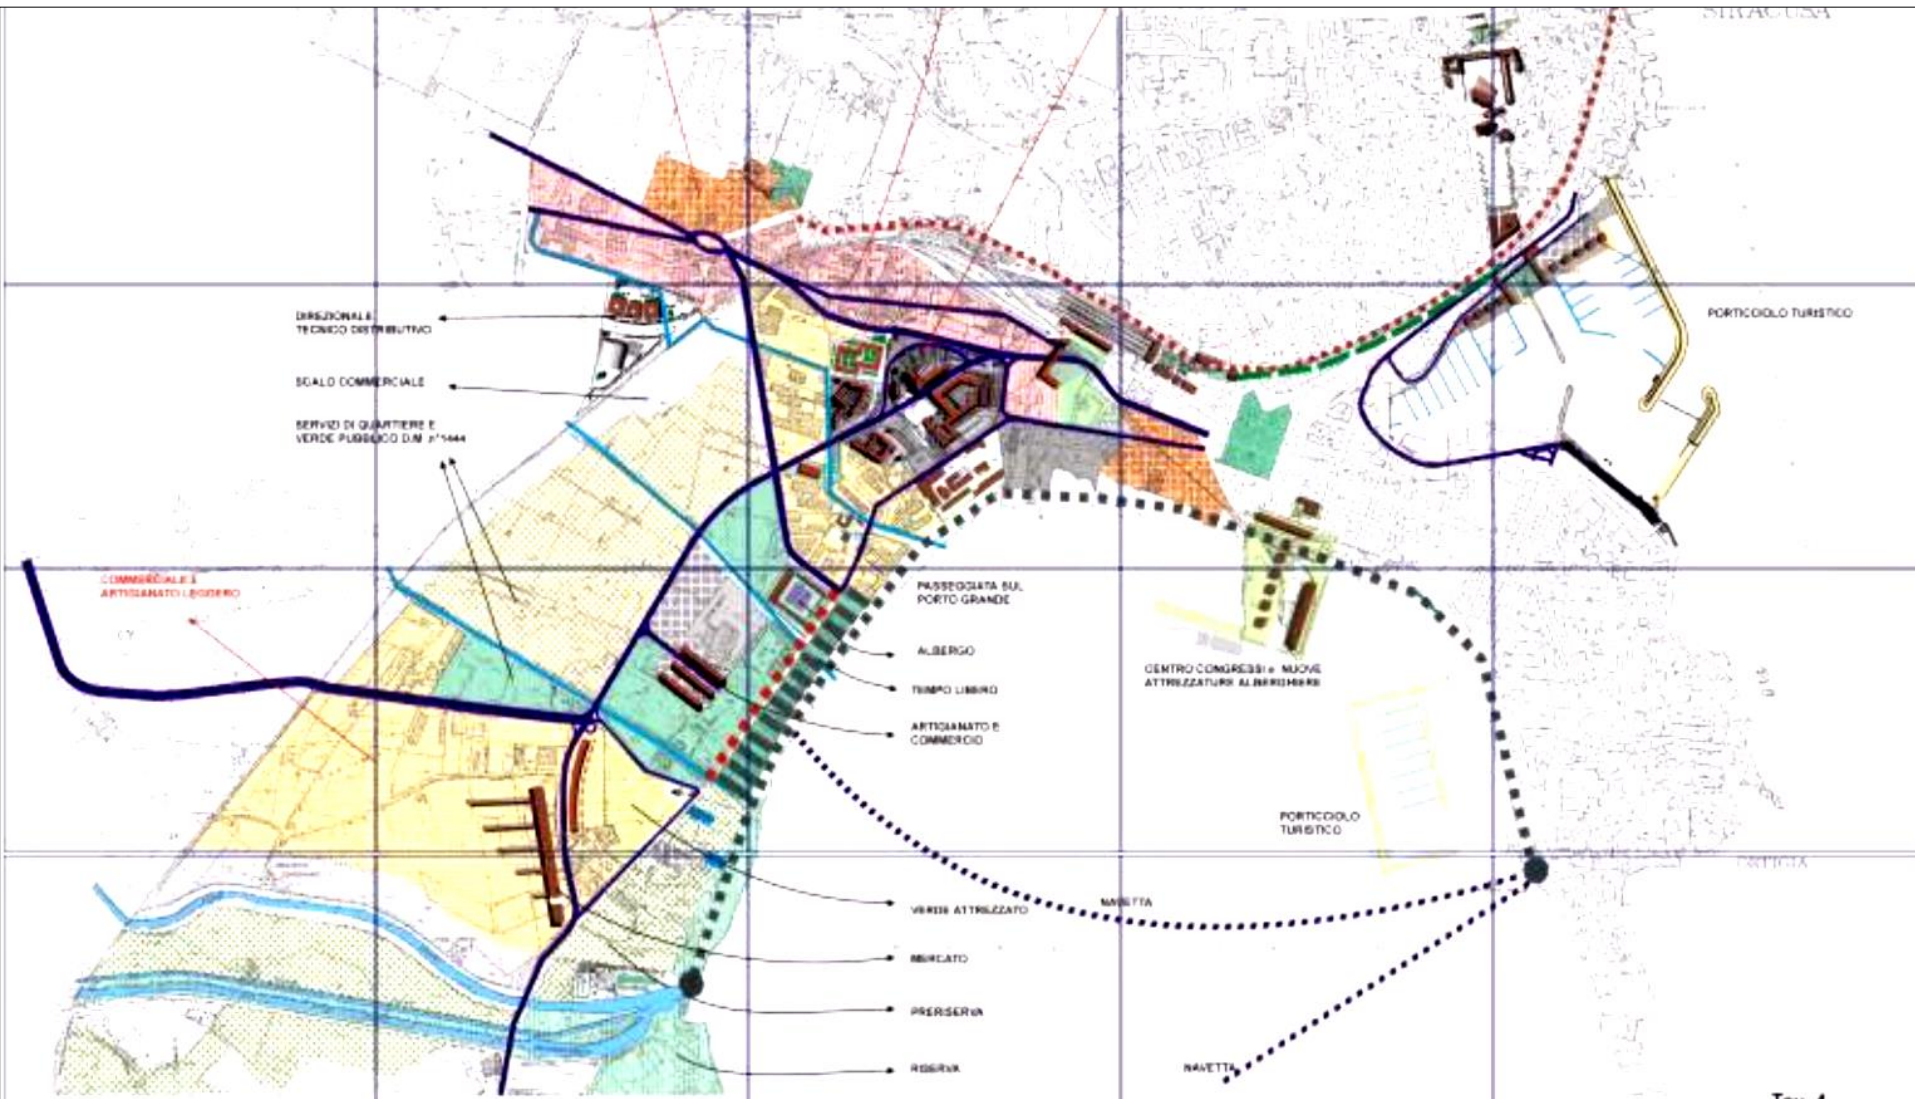 SIRACUSA
PORTICCIOLO TURISTICO
DIREZIONALE
TECNICO DISTRIBUTIVO
SCALO COMMERCIALE
SERVIZI DI QUARTIERE E
VERDE PUBBLICO D.M. n°1444
COMMERCIALE E
ARTIGIANATO LEGGERO
PASSEGGIATA SUL
PORTO GRANDE
ALBERGO
TEMPO LIBERO
ARTIGIANATO E
COMMERCIO
CENTRO CONGRESSI e NUOVE
ATTREZZATURE ALBERGHIERE
PORTICCIOLO
TURISTICO
ORTIGIA
NAVETTA
VERDE ATTREZZATO
MERCATO
PRERISERVA
RISERVA
NAVETTA